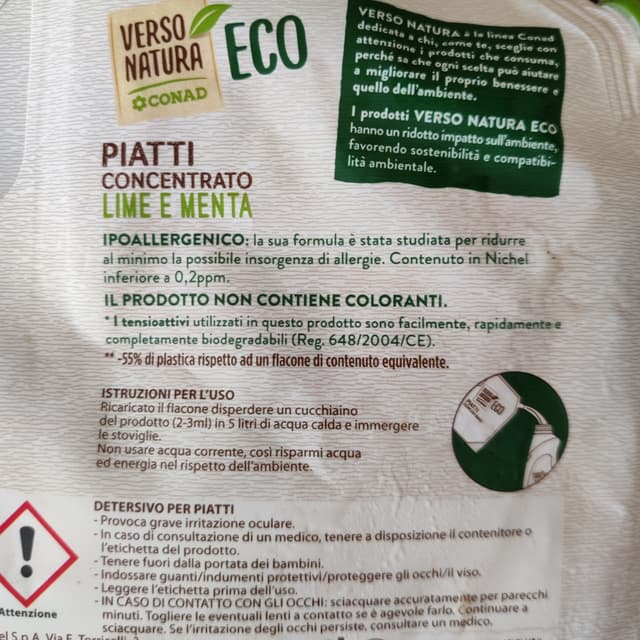 VERSO
NATURA
CONAD
ECO
VERSO NATURA è la linea Conad
dedicata a chi, come te, sceglie con
attenzione i prodotti che consuma,
perché sa che ogni scelta può aiutare
a migliorare il proprio benessere e
quello dell'ambiente.
I prodotti VERSO NATURA ECO
hanno un ridotto impatto sull'ambiente,
favorendo sostenibilità e compatibi-
lità ambientale.
PIATTI
CONCENTRATO
LIME E MENTA
IPOALLERGENICO: la sua formula è stata studiata per ridurre
al minimo la possibile insorgenza di allergie. Contenuto in Nichel
inferiore a 0,2ppm.
IL PRODOTTO NON CONTIENE COLORANTI.
* I tensioattivi utilizzati in questo prodotto sono facilmente, rapidamente e
completamente biodegradabili (Reg. 648/2004/CE).
** -55% di plastica rispetto ad un flacone di contenuto equivalente.
ISTRUZIONI PER L'USO
Ricaricato il flacone disperdere un cucchiaino
del prodotto (2-3ml) in 5 litri di acqua calda e immergere
le stoviglie.
Non usare acqua corrente, così risparmi acqua
ed energia nel rispetto dell'ambiente.
ECO
PIATTI
DETERSIVO PER PIATTI
- Provoca grave irritazione oculare.
- In caso di consultazione di un medico, tenere a disposizione il contenitore o
l'etichetta del prodotto.
- Tenere fuori dalla portata dei bambini.
- Indossare guanti/indumenti protettivi/proteggere gli occhi/il viso.
- Leggere l'etichetta prima dell'uso.
- IN CASO DI CONTATTO CON GLI OCCHI: sciacquare accuratamente per parecchi
minuti. Togliere le eventuali lenti a contatto se è agevole farlo. Continuare a
sciacquare. Se l'irritazione degli occhi persiste, consultare un medico.
Attenzione
el S.p.A. Via E.